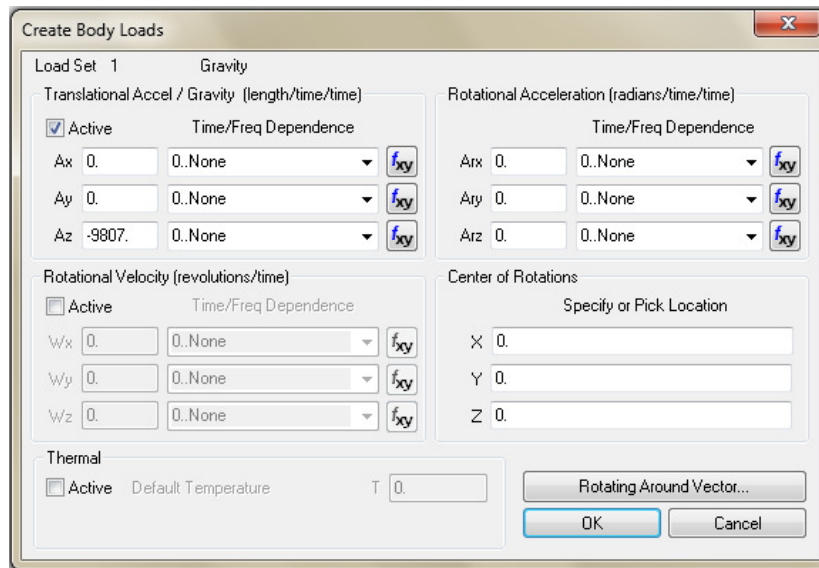 Create Body Loads
Load Set 1 Gravity
Translational Accel / Gravity (length/time/time)
Active Time/Freq Dependence
Ax 0. 0..None fxy
Ay 0. 0..None fxy
Az -9807. 0..None fxy
Rotational Acceleration (radians/time/time)
Time/Freq Dependence
Arx 0. 0..None fxy
Ary 0. 0..None fxy
Arz 0. 0..None fxy
Rotational Velocity (revolutions/time)
Active Time/Freq Dependence
Wx 0. 0..None fxy
Wy 0. 0..None fxy
Wz 0. 0..None fxy
Center of Rotations
Specify or Pick Location
X 0.
Y 0.
Z 0.
Thermal
Active Default Temperature T 0.
Rotating Around Vector...
OK Cancel